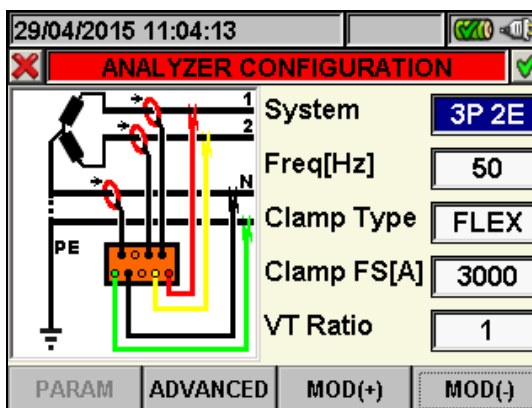 29/04/2015 11:04:13
ANALYZER CONFIGURATION
1
2
N
PE
System 3P 2E
Freq[Hz] 50
Clamp Type FLEX
Clamp FS[A] 3000
VT Ratio 1
PARAM ADVANCED MOD(+) MOD(-)